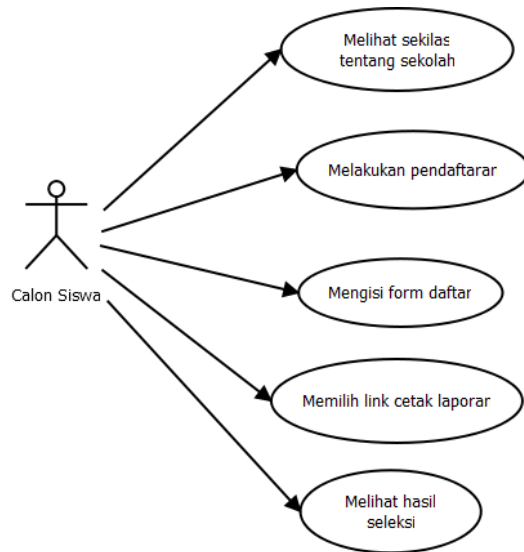 Melihat sekilas
tentang sekolah
Melakukan pendaftarar
Calon Siswa
Mengisi form daftar
Memilih link cetak laporar
Melihat hasil
seleksi